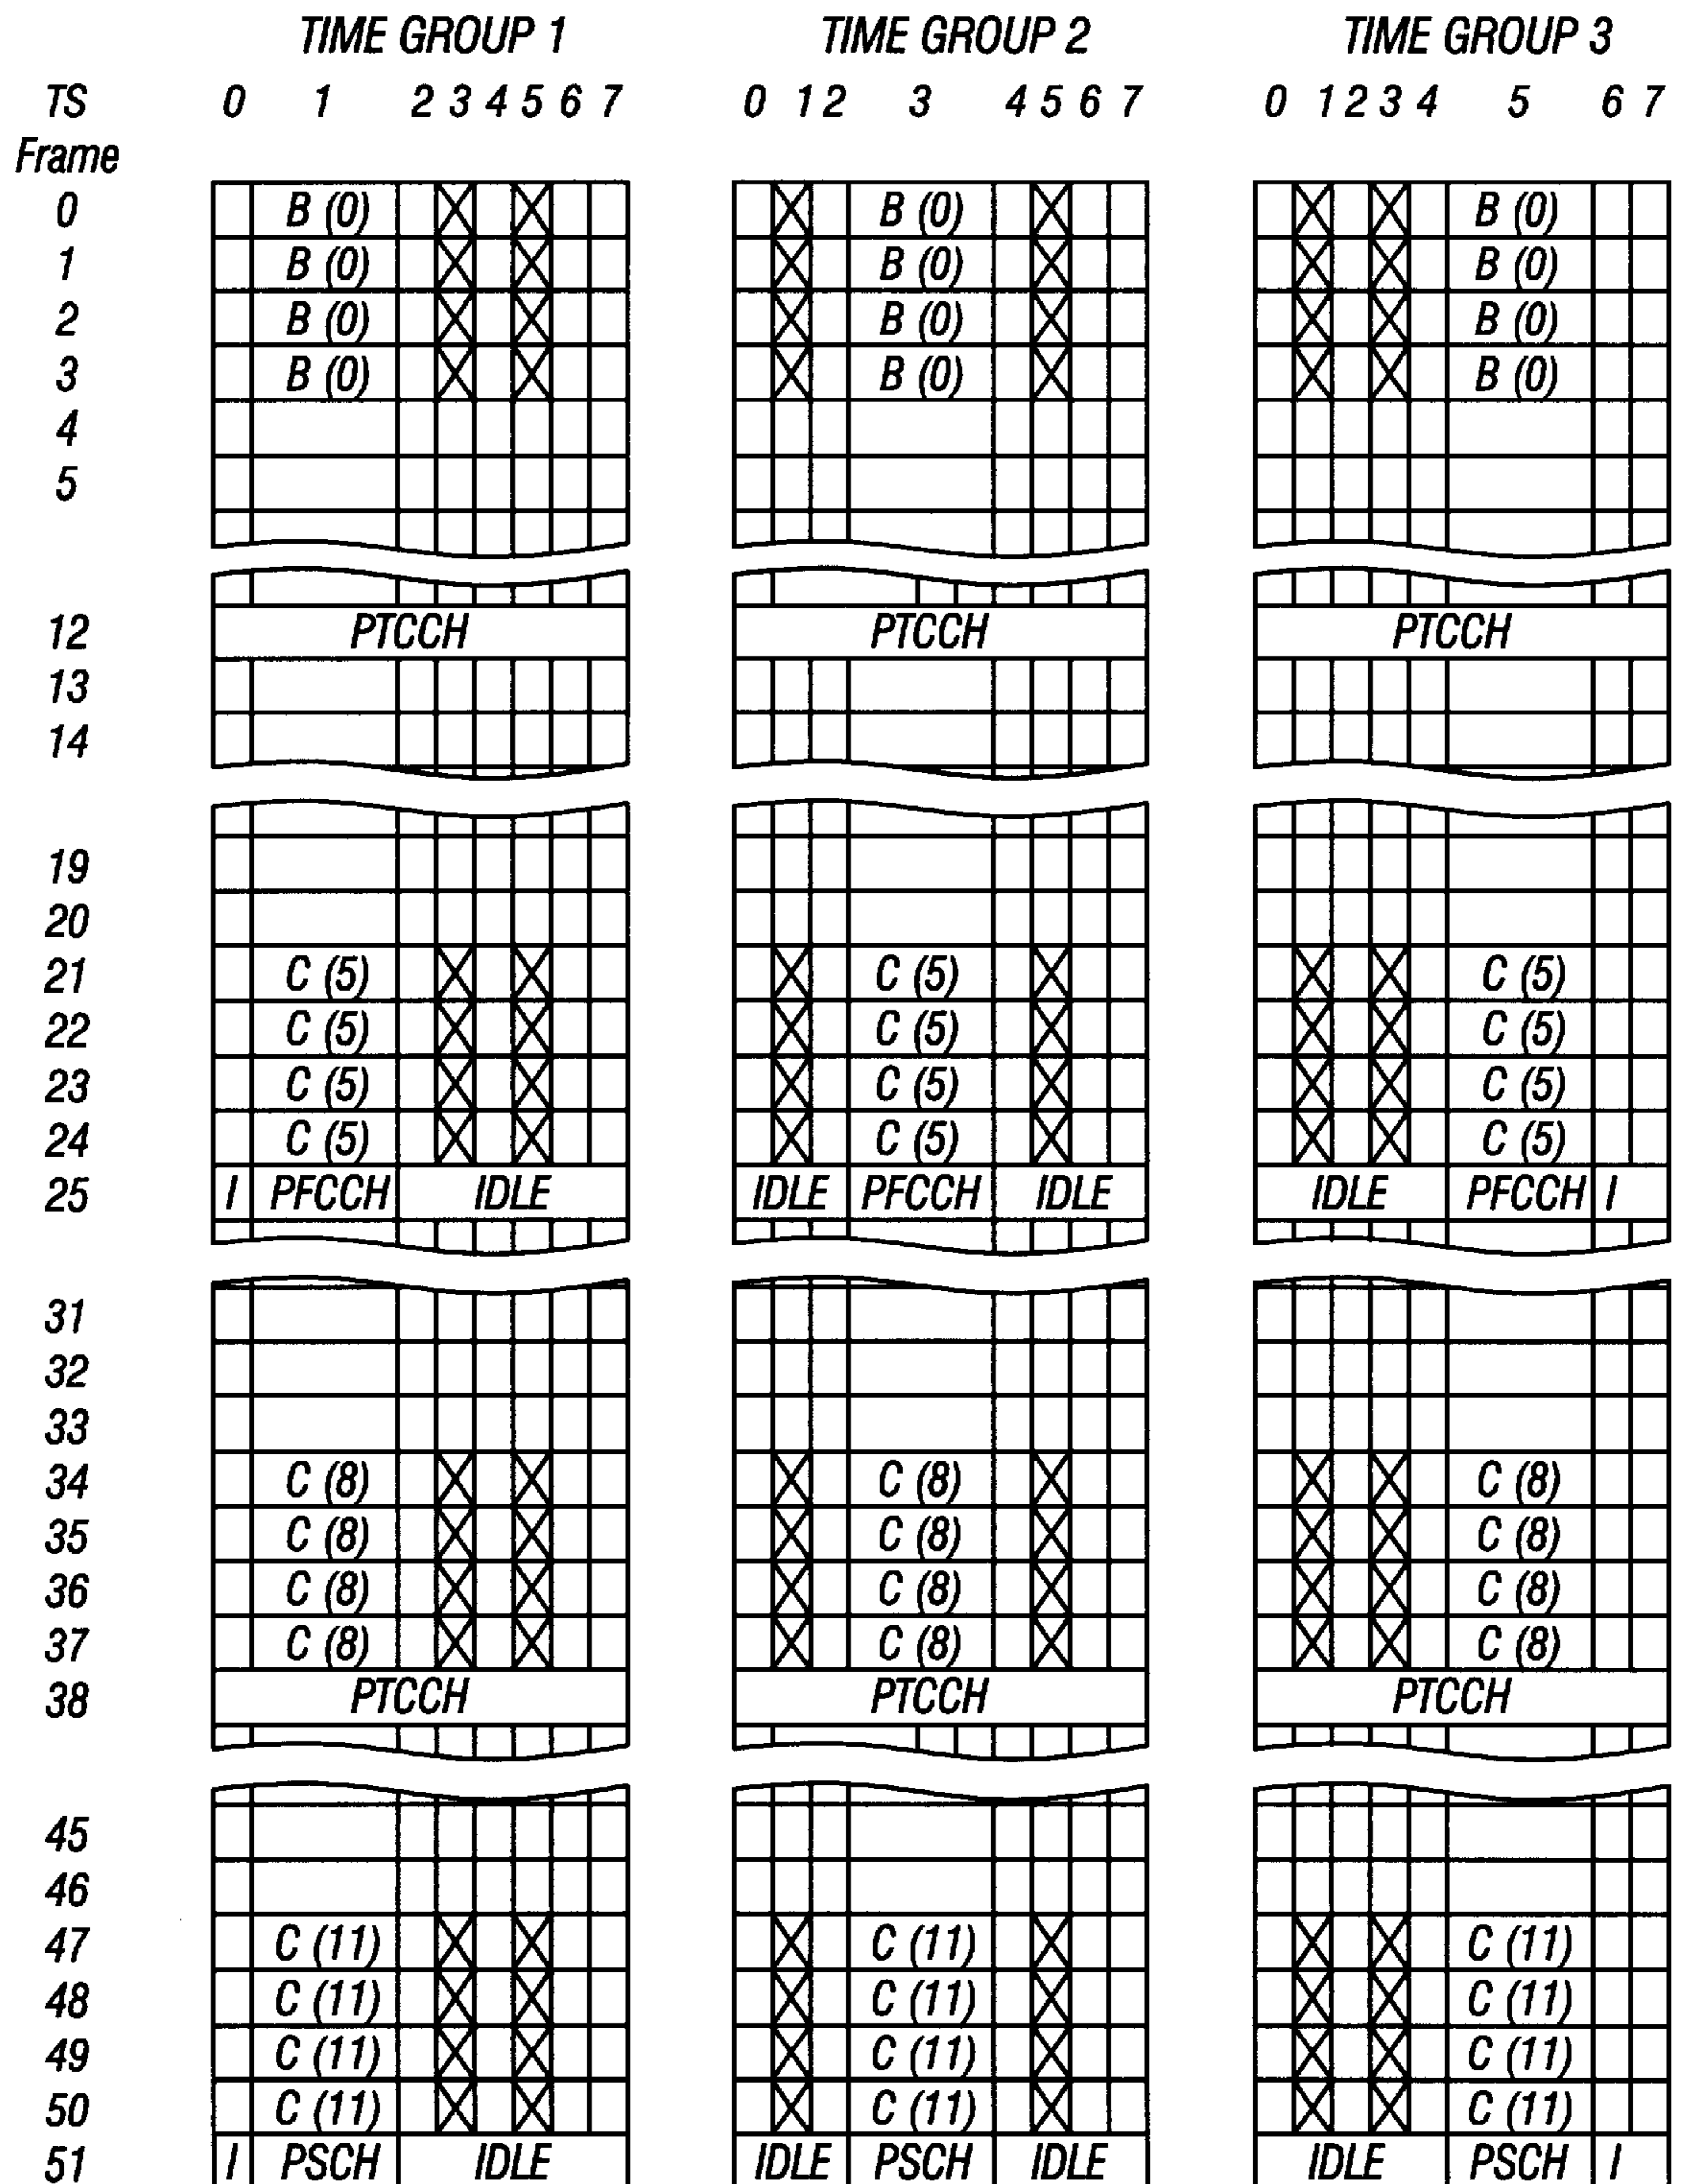 TIME GROUP 1 TIME GROUP 2 TIME GROUP 3
TS 0 1 2 3 4 5 6 7 0 1 2 3 4 5 6 7 0 1 2 3 4 5 6 7
Frame
0 B (0) B (0) B (0)
1 B (0) B (0) B (0)
2 B (0) B (0) B (0)
3 B (0) B (0) B (0)
4
5
12 PTCCH PTCCH PTCCH
13
14
19
20
21 C (5) C (5) C (5)
22 C (5) C (5) C (5)
23 C (5) C (5) C (5)
24 C (5) C (5) C (5)
25 I PFCCH IDLE IDLE PFCCH IDLE IDLE PFCCH I
31
32
33
34 C (8) C (8) C (8)
35 C (8) C (8) C (8)
36 C (8) C (8) C (8)
37 C (8) C (8) C (8)
38 PTCCH PTCCH PTCCH
45
46
47 C (11) C (11) C (11)
48 C (11) C (11) C (11)
49 C (11) C (11) C (11)
50 C (11) C (11) C (11)
51 I PSCH IDLE IDLE PSCH IDLE IDLE PSCH I